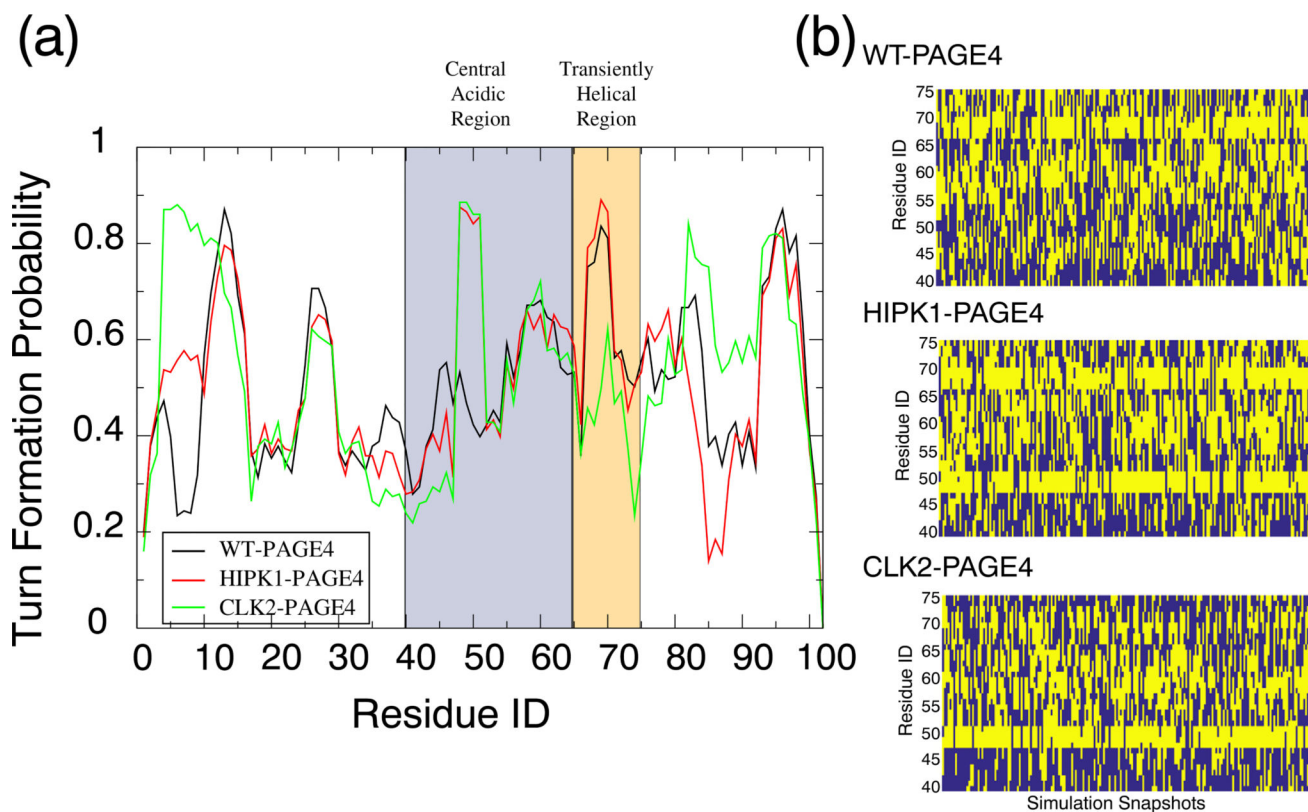 (a)
Central
Acidic
Region
Transiently
Helical
Region
1
0.8
0.6
0.4
0.2
0
Turn Formation Probability
WT-PAGE4
HIPK1-PAGE4
CLK2-PAGE4
0 10 20 30 40 50 60 70 80 90 100
Residue ID
(b)
WT-PAGE4
75
70
65
60
55
50
45
40
Residue ID
HIPK1-PAGE4
75
70
65
60
55
50
45
40
Residue ID
CLK2-PAGE4
75
70
65
60
55
50
45
40
Residue ID
Simulation Snapshots